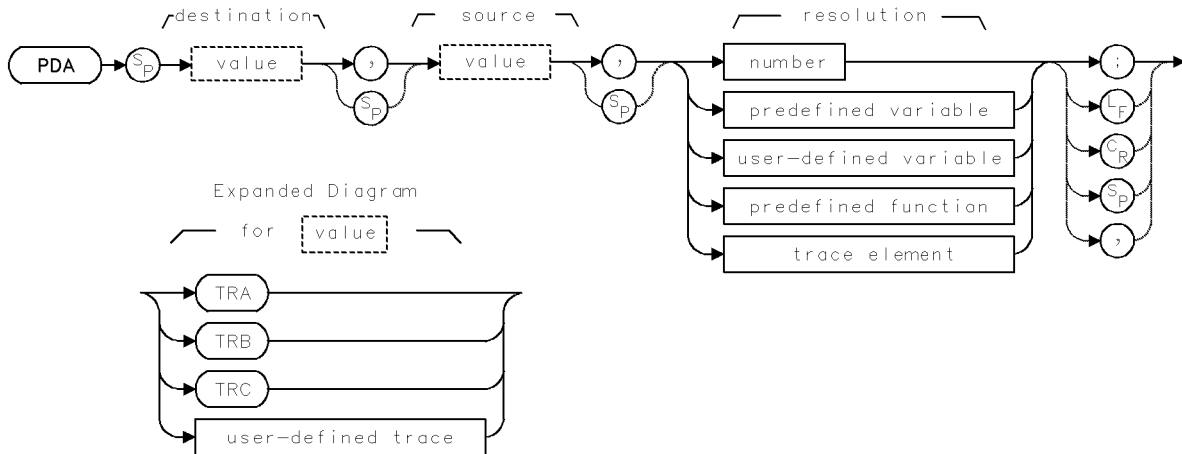 destination source resolution
PDA SP value , value , number ;
SP SP predefined variable LF
user-defined variable CR
Expanded Diagram predefined function SP
for value trace element ,
TRA
TRB
TRC
user-defined trace